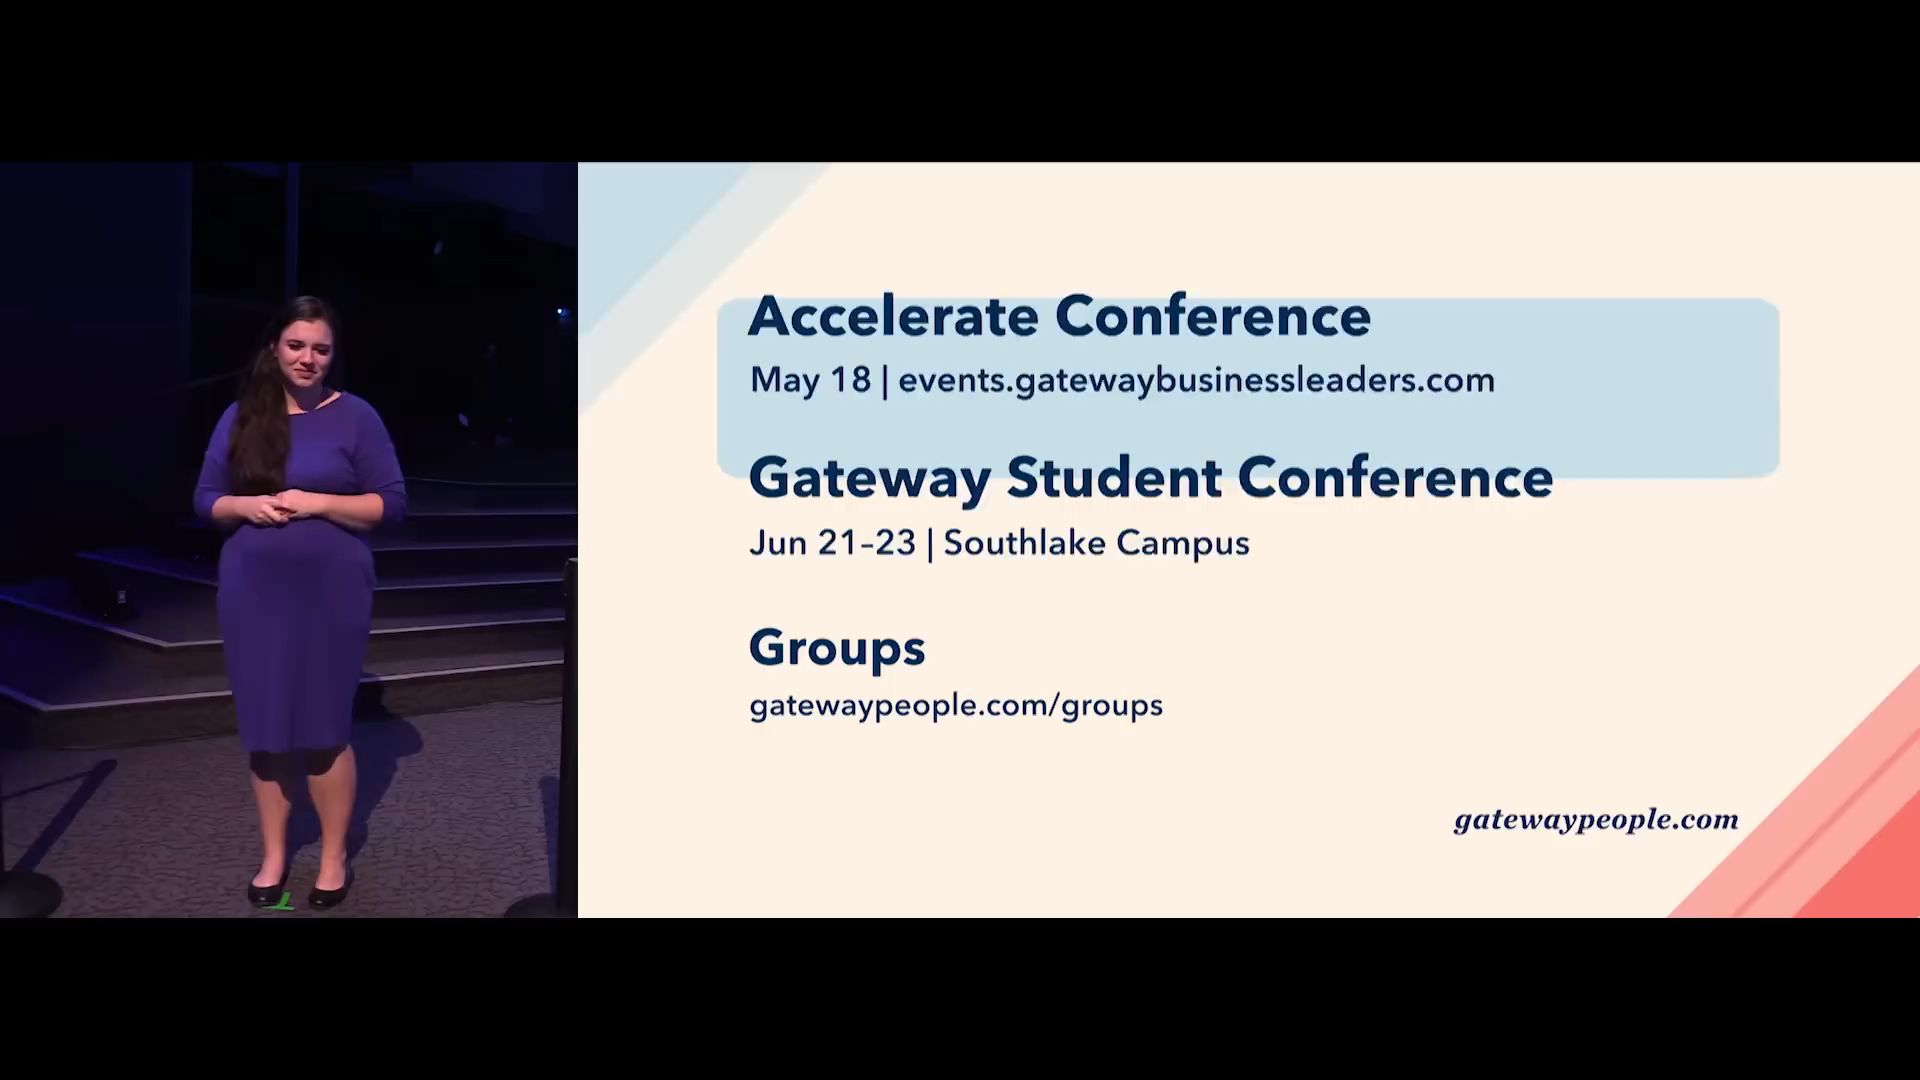 Accelerate Conference
May 18 | events.gatewaybusinessleaders.com
Gateway Student Conference
Jun 21–23 | Southlake Campus
Groups
gatewaypeople.com/groups
gatewaypeople.com